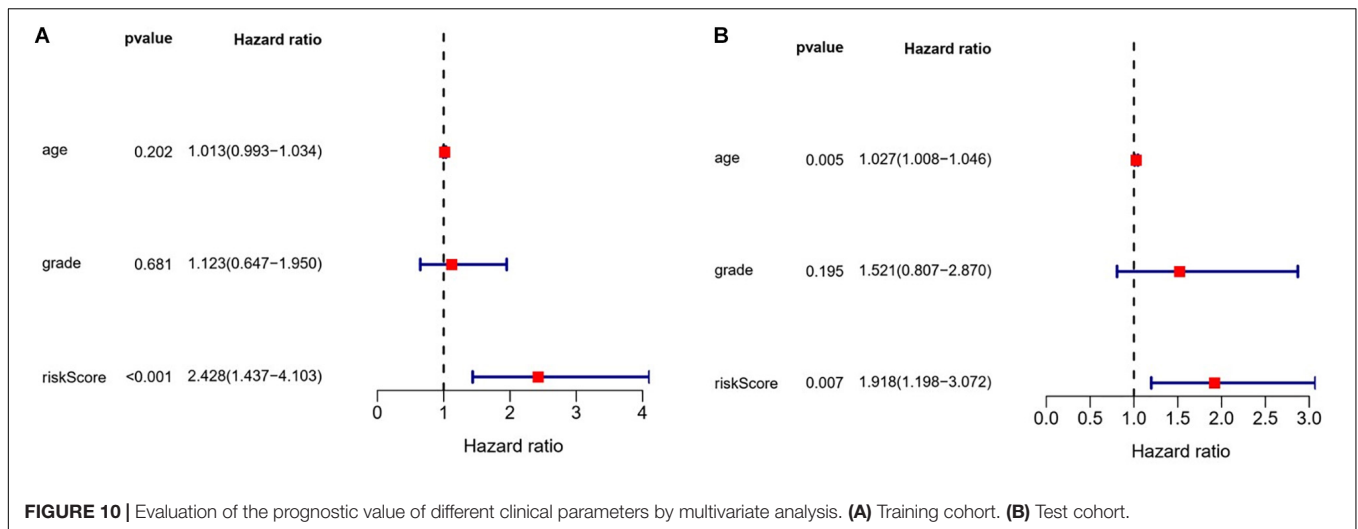 A
pvalue Hazard ratio
age 0.202 1.013(0.993−1.034)
grade 0.681 1.123(0.647−1.950)
riskScore <0.001 2.428(1.437−4.103)
0 1 2 3 4
Hazard ratio
B
pvalue Hazard ratio
age 0.005 1.027(1.008−1.046)
grade 0.195 1.521(0.807−2.870)
riskScore 0.007 1.918(1.198−3.072)
0.0 0.5 1.0 1.5 2.0 2.5 3.0
Hazard ratio
FIGURE 10 | Evaluation of the prognostic value of different clinical parameters by multivariate analysis. (A) Training cohort. (B) Test cohort.